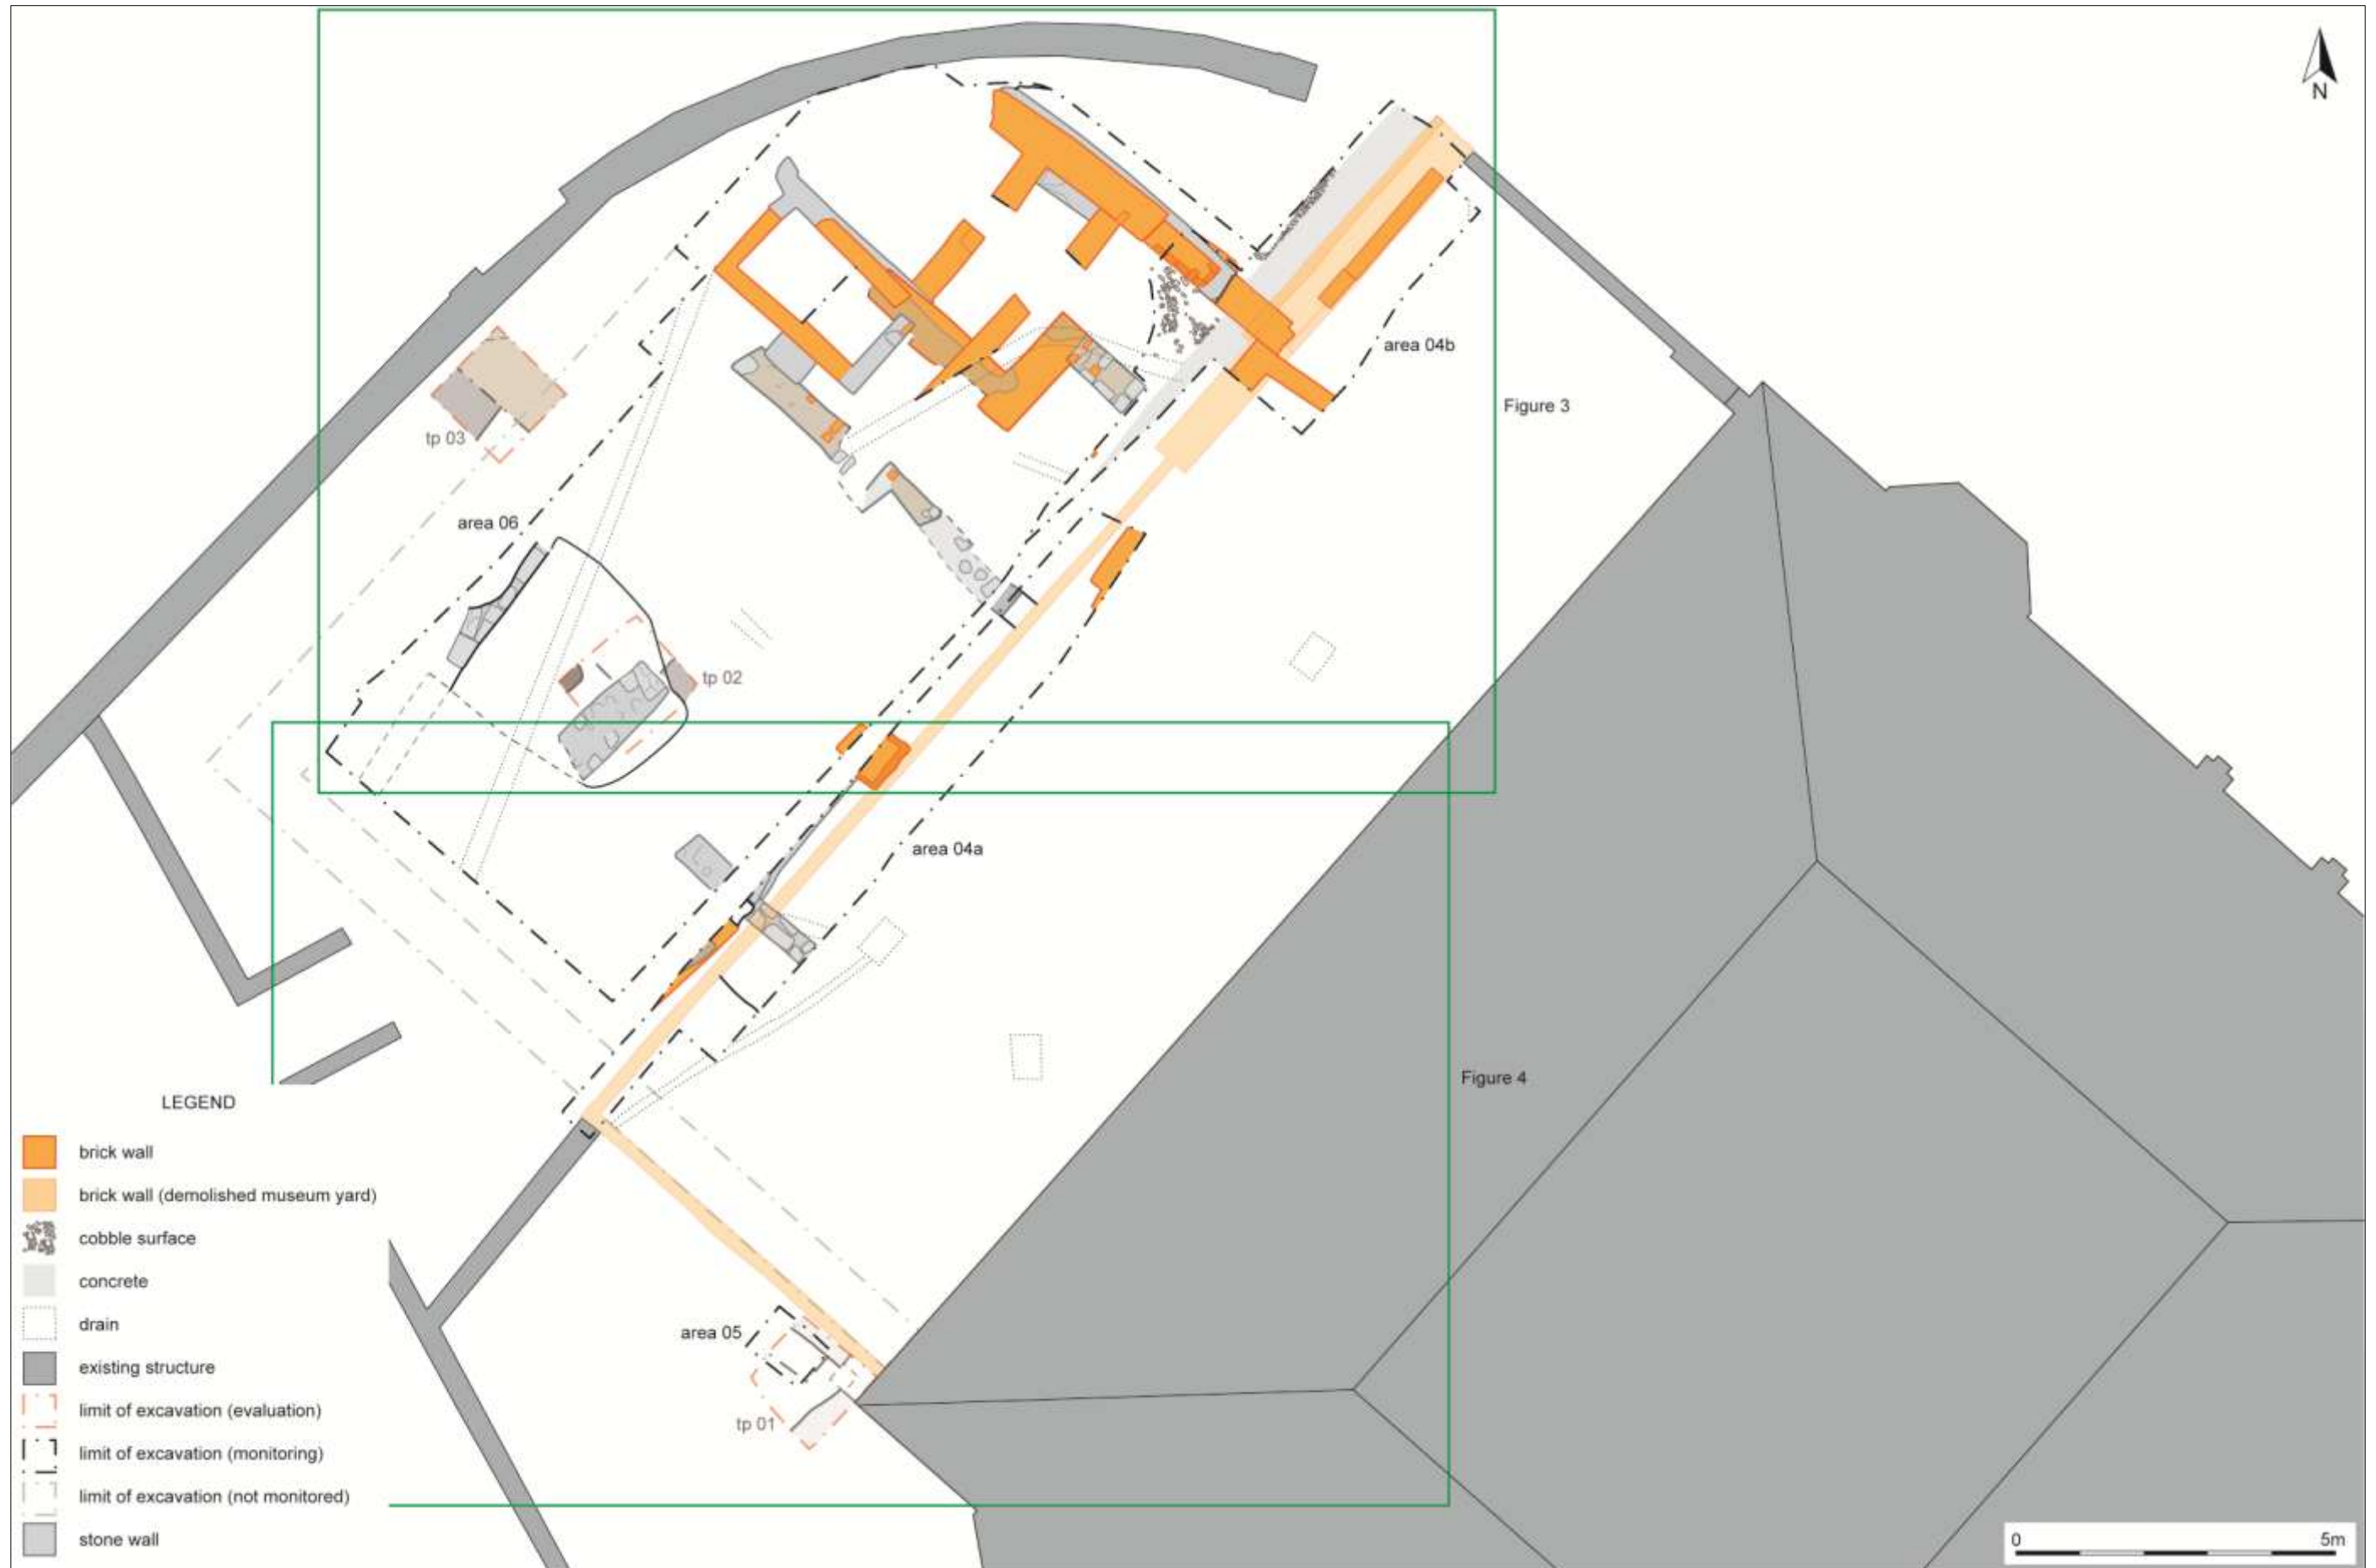 N
area 04b
Figure 3
tp 03
area 06
tp 02
area 04a
Figure 4
LEGEND
brick wall
brick wall (demolished museum yard)
cobble surface
concrete
drain
existing structure
limit of excavation (evaluation)
limit of excavation (monitoring)
limit of excavation (not monitored)
stone wall
area 05
tp 01
0 5m